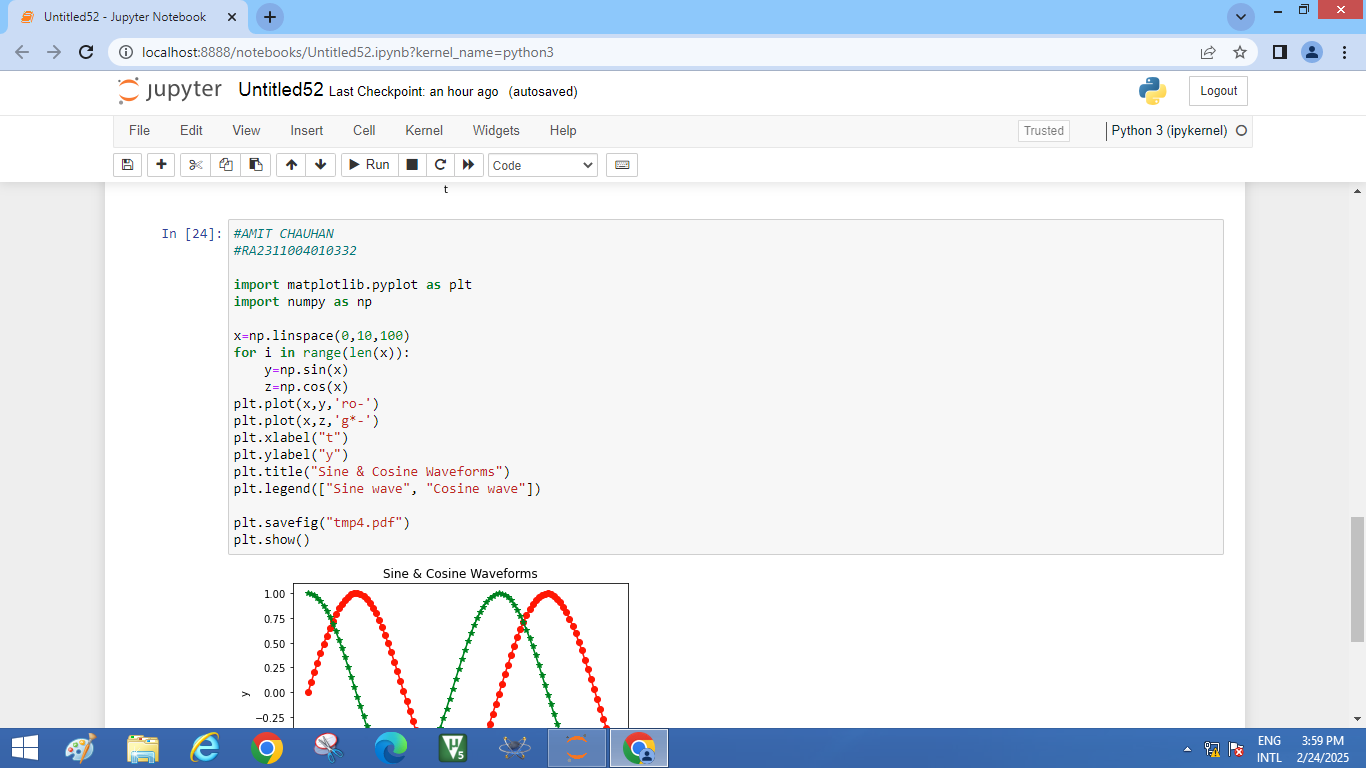 Untitled52 - Jupyter Notebook
localhost:8888/notebooks/Untitled52.ipynb?kernel_name=python3
jupyter Untitled52 Last Checkpoint: an hour ago (autosaved)
Logout
File Edit View Insert Cell Kernel Widgets Help
Trusted
Python 3 (ipykernel)
Run
Code
t
In [24]:
#AMIT CHAUHAN
#RA2311004010332
import matplotlib.pyplot as plt
import numpy as np
x=np.linspace(0,10,100)
for i in range(len(x)):
    y=np.sin(x)
    z=np.cos(x)
plt.plot(x,y,'ro-')
plt.plot(x,z,'g*-')
plt.xlabel("t")
plt.ylabel("y")
plt.title("Sine & Cosine Waveforms")
plt.legend(["Sine wave", "Cosine wave"])
plt.savefig("tmp4.pdf")
plt.show()
Sine & Cosine Waveforms
1.00
0.75
0.50
0.25
0.00
−0.25
y
5
ENG
INTL
3:59 PM
2/24/2025